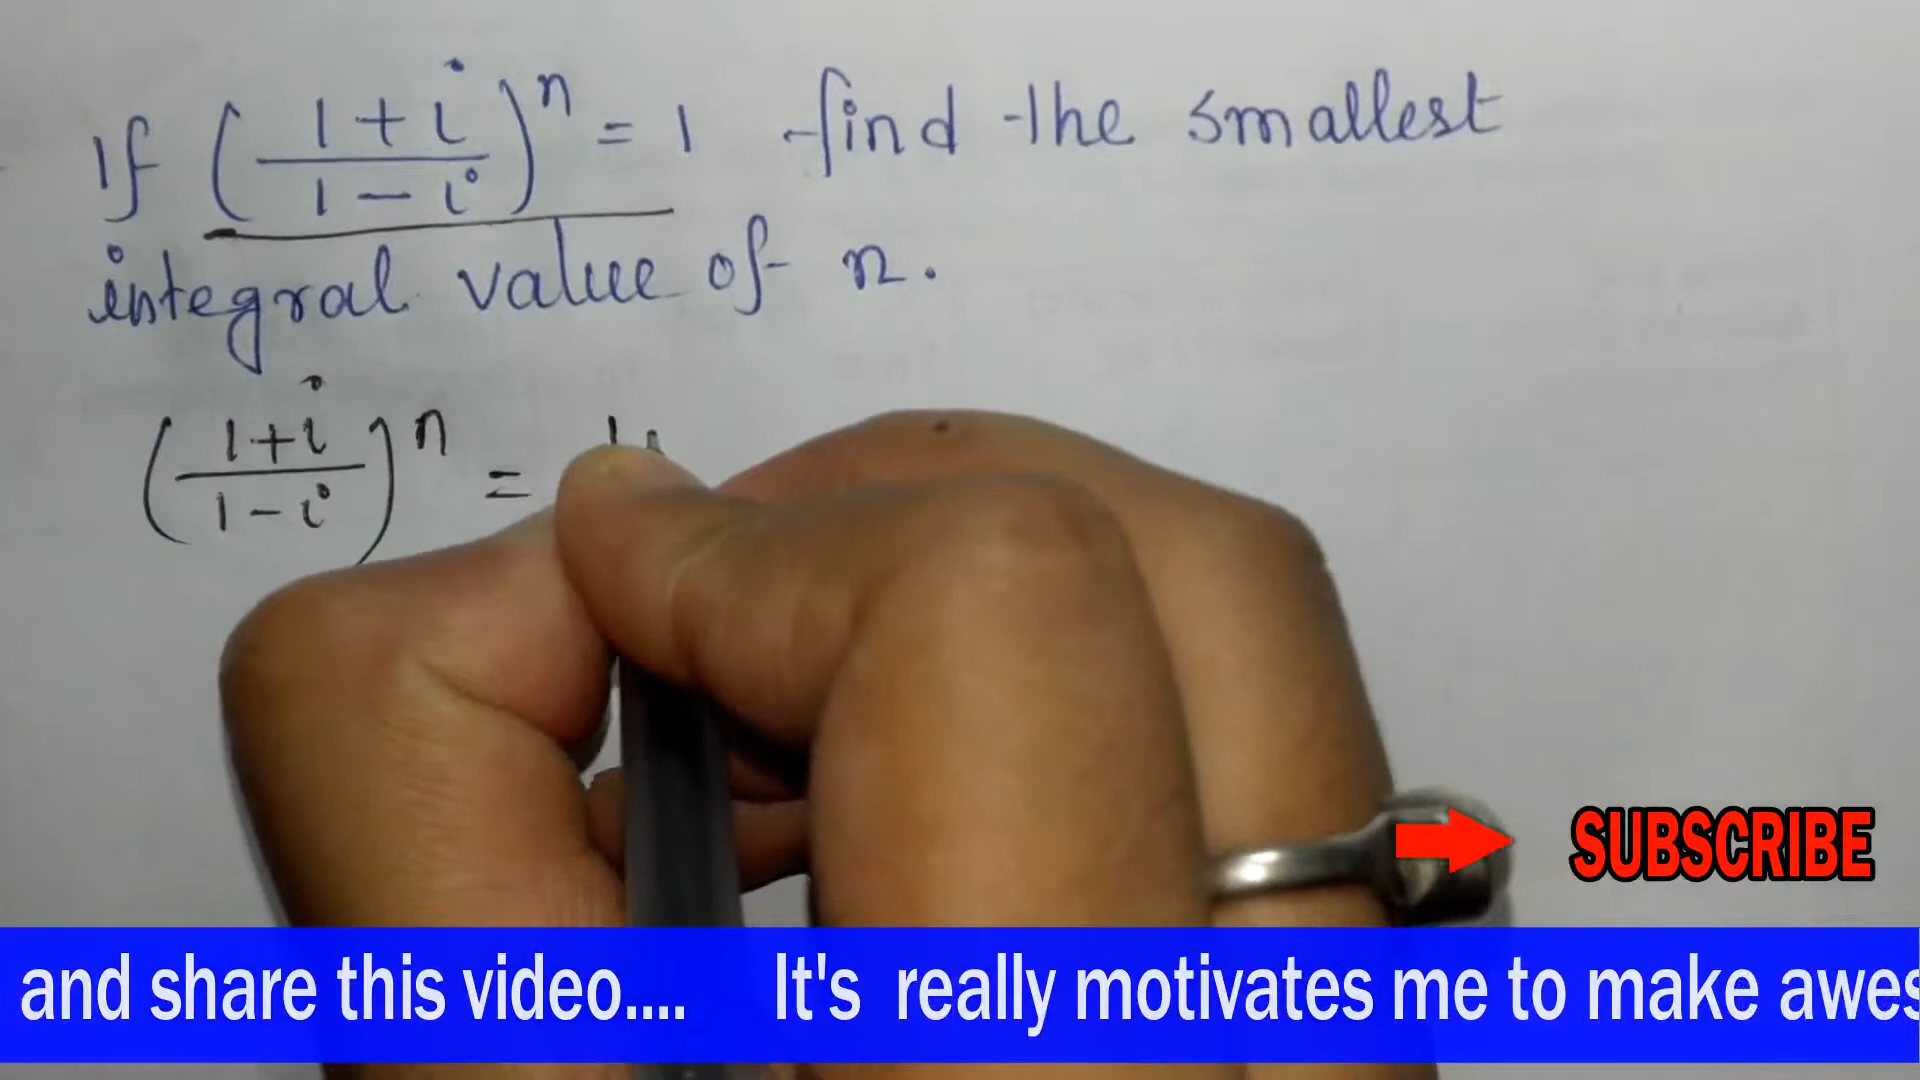 If (1+i/1-i)^n = 1 find the smallest
integral value of n.
(1+i/1-i)^n =
SUBSCRIBE
and share this video.... It's really motivates me to make awes